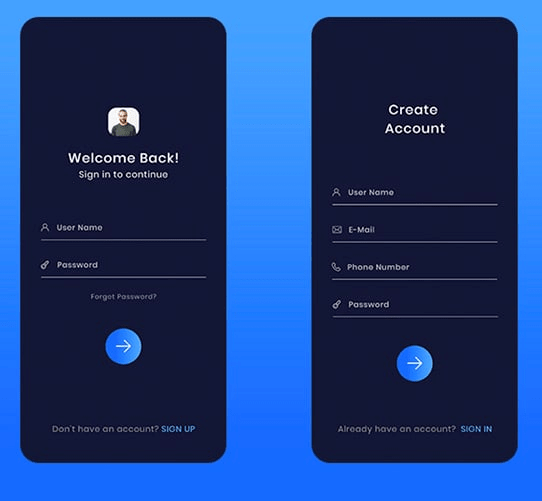 Welcome Back!
Sign in to continue
User Name
Password
Forgot Password?
Don't have an account? SIGN UP
Create
Account
User Name
E-Mail
Phone Number
Password
Already have an account? SIGN IN